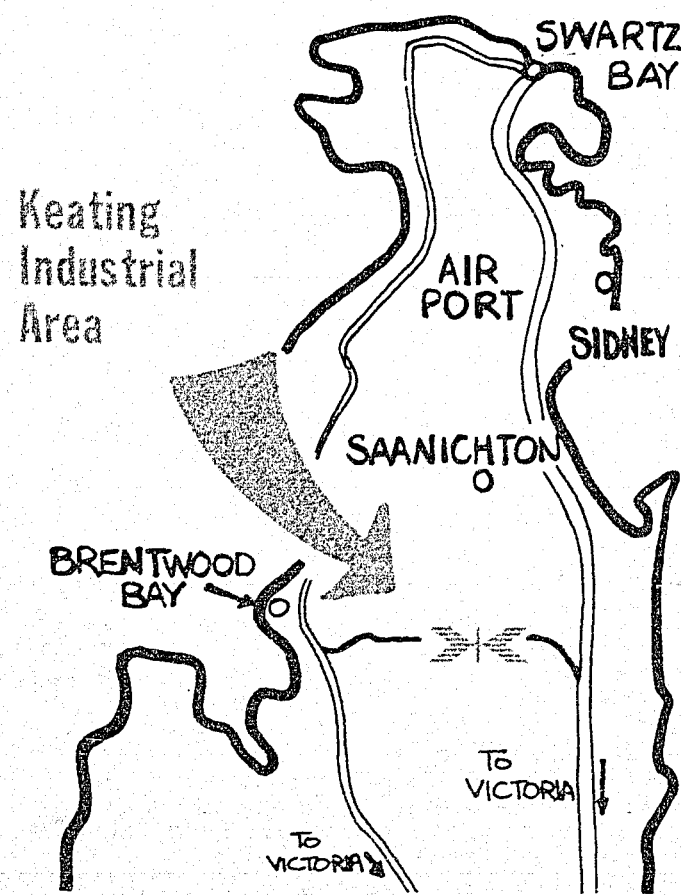 SWARTZ
BAY
Keating
Industrial
Area
AIR
PORT
SIDNEY
SAANICHTON
BRENTWOOD
BAY
To
VICTORIA
To
VICTORIA